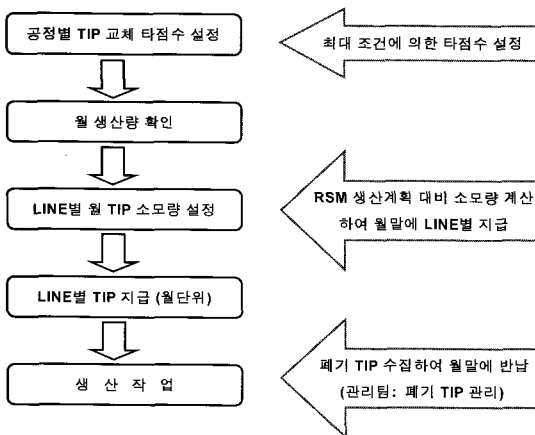 공정별 TIP 교체 타점수 설정
최대 조건에 의한 타점수 설정
월 생산량 확인
LINE별 월 TIP 소모량 설정
RSM 생산계획 대비 소모량 계산
하여 월말에 LINE별 지급
LINE별 TIP 지급 (월단위)
생 산 작 업
폐기 TIP 수집하여 월말에 반납
(관리팀: 폐기 TIP 관리)